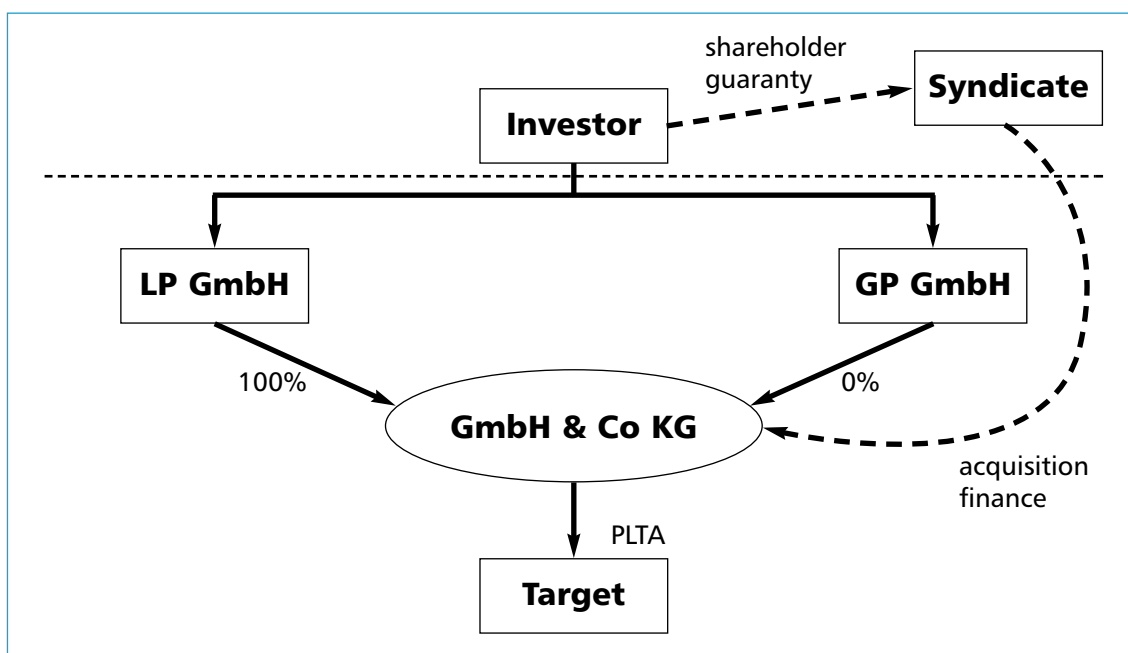 shareholder
guaranty
Syndicate
Investor
LP GmbH
GP GmbH
100%
0%
GmbH & Co KG
acquisition
finance
PLTA
Target